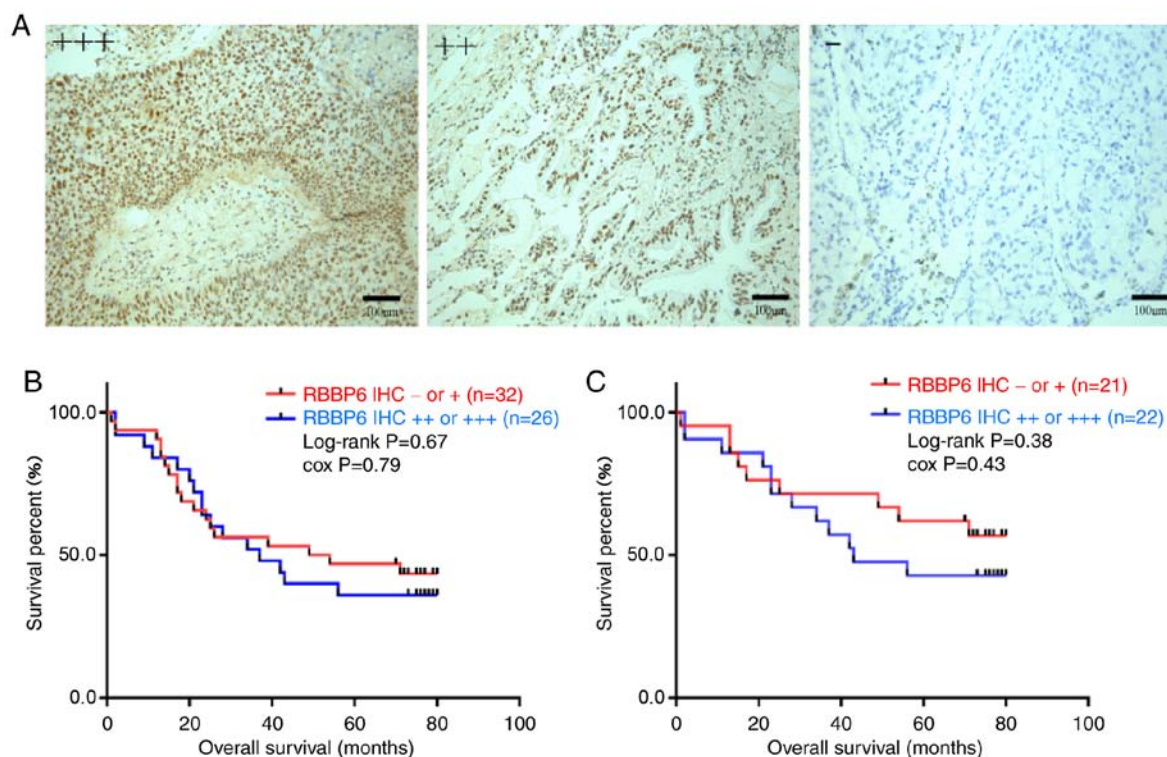 A
+++
++
−
100μm
100μm
100μm
B
RBBP6 IHC − or + (n=32)
RBBP6 IHC ++ or +++ (n=26)
Log-rank P=0.67
cox P=0.79
100.0
50.0
0.0
Survival percent (%)
0 20 40 60 80 100
Overall survival (months)
C
RBBP6 IHC − or + (n=21)
RBBP6 IHC ++ or +++ (n=22)
Log-rank P=0.38
cox P=0.43
100.0
50.0
0.0
Survival percent (%)
0 20 40 60 80 100
Overall survival (months)